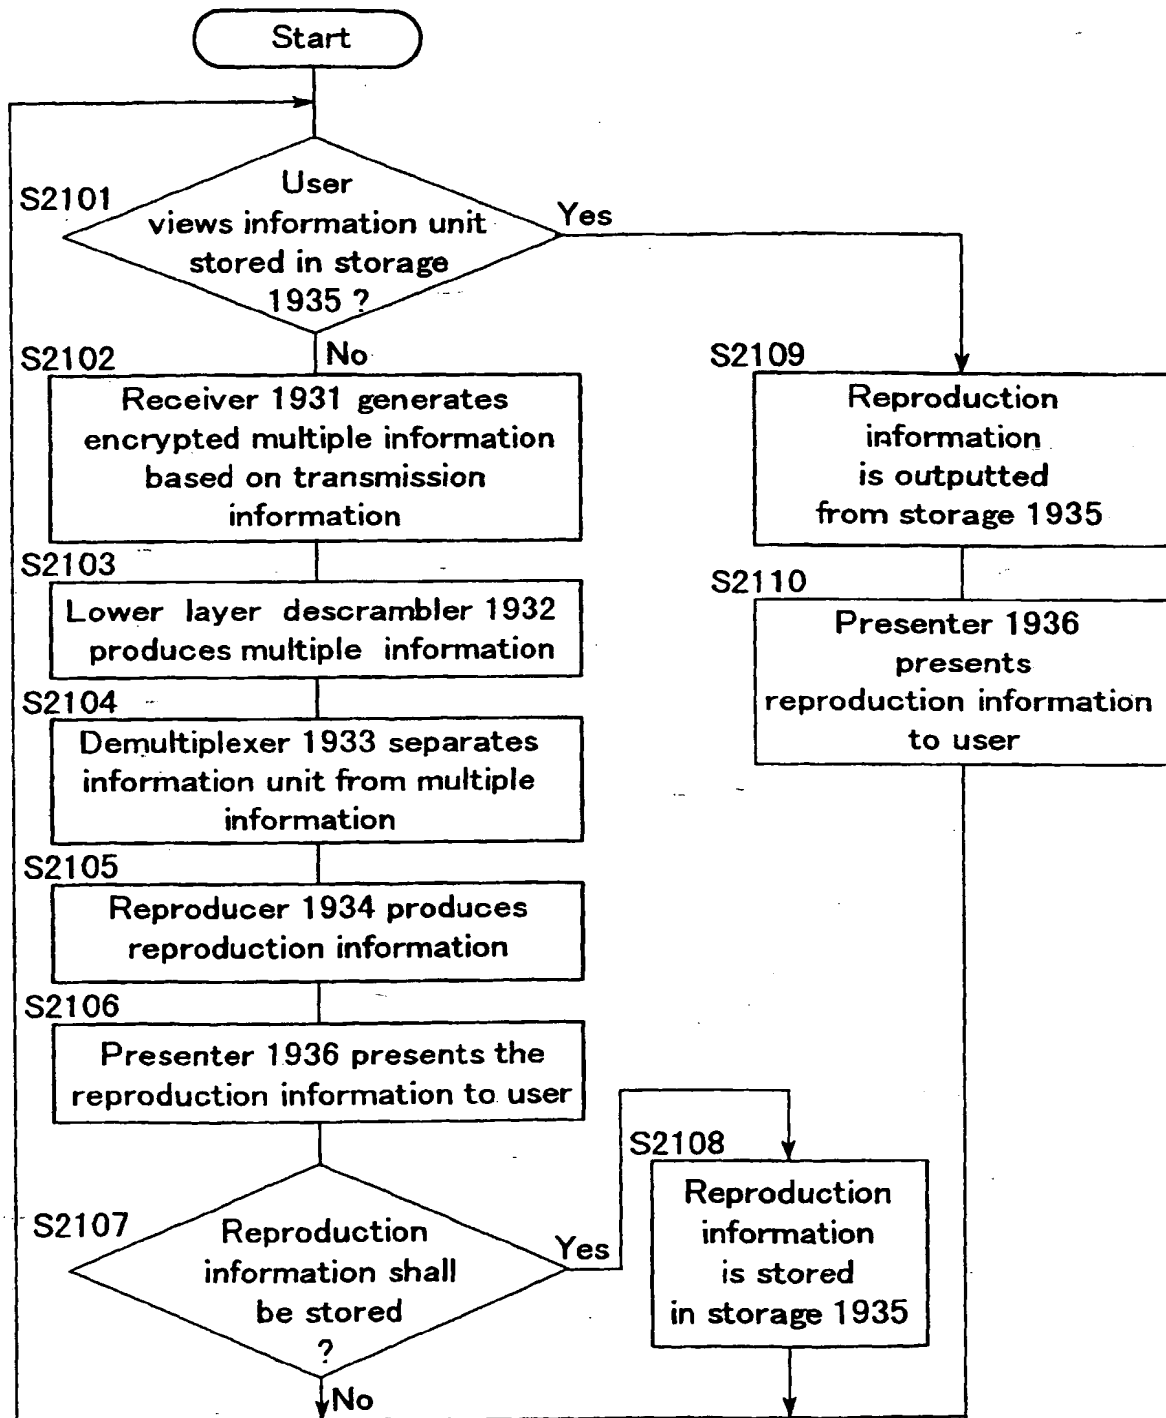 Start
S2101
User
views information unit
stored in storage
1935 ?
Yes
No
S2102
Receiver 1931 generates
encrypted multiple information
based on transmission
information
S2103
Lower layer descrambler 1932
produces multiple information
S2104
Demultiplexer 1933 separates
information unit from multiple
information
S2105
Reproducer 1934 produces
reproduction information
S2106
Presenter 1936 presents the
reproduction information to user
S2107
Reproduction
information shall
be stored
?
Yes
No
S2108
Reproduction
information
is stored
in storage 1935
S2109
Reproduction
information
is outputted
from storage 1935
S2110
Presenter 1936
presents
reproduction information
to user